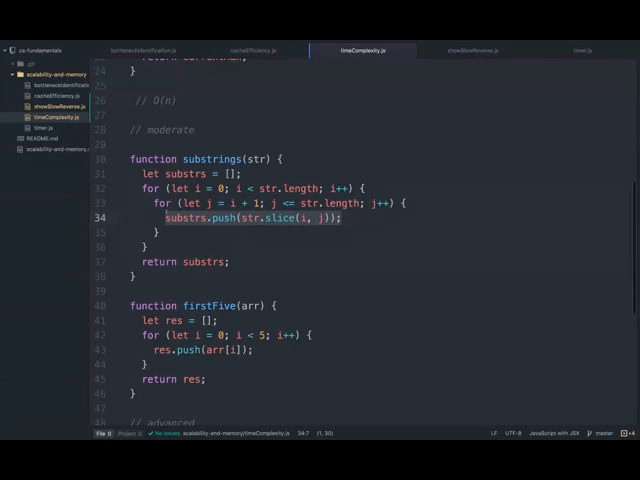 cs-fundamentals
bottleneckIdentification.js
cacheEfficiency.js
timeComplexity.js
showSlowReverse.js
timer.js
.git
scalability-and-memory
bottleneckIdentificatio
cacheEfficiency.js
showSlowReverse.js
timeComplexity.js
timer.js
README.md
scalability-and-memory.
24 }
25
26 // O(n)
27
28 // moderate
29
30 function substrings(str) {
31 let substrs = [];
32 for (let i = 0; i < str.length; i++) {
33 for (let j = i + 1; j <= str.length; j++) {
34 substrs.push(str.slice(i, j));
35 }
36 }
37 return substrs;
38 }
39
40 function firstFive(arr) {
41 let res = [];
42 for (let i = 0; i < 5; i++) {
43 res.push(arr[i]);
44 }
45 return res;
46 }
47
48 // advanced
File 0 Project 0 No Issues scalability-and-memory/timeComplexity.js 34:7 (1, 30) LF UTF-8 JavaScript with JSX master +4